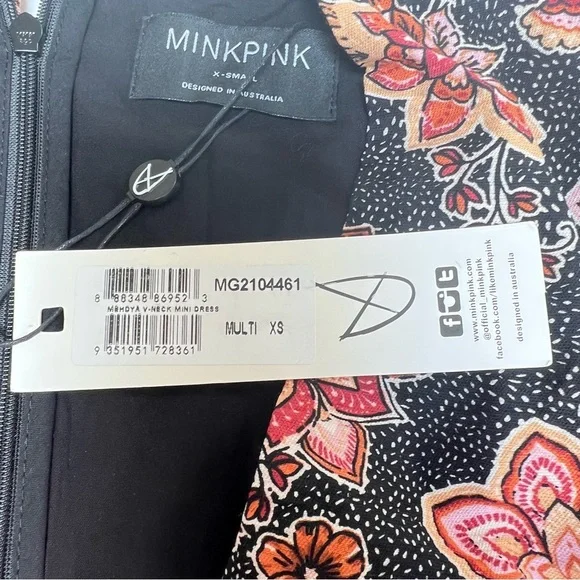 MINKPINK
X-SMALL
DESIGNED IN AUSTRALIA
8 88348 86952 3
MEHDYA V-NECK MINI DRESS
9 351951 728361
MG2104461
MULTI XS
www.minkpink.com
@official_minkpink
facebook.com/ilikeminkpink
designed in australia